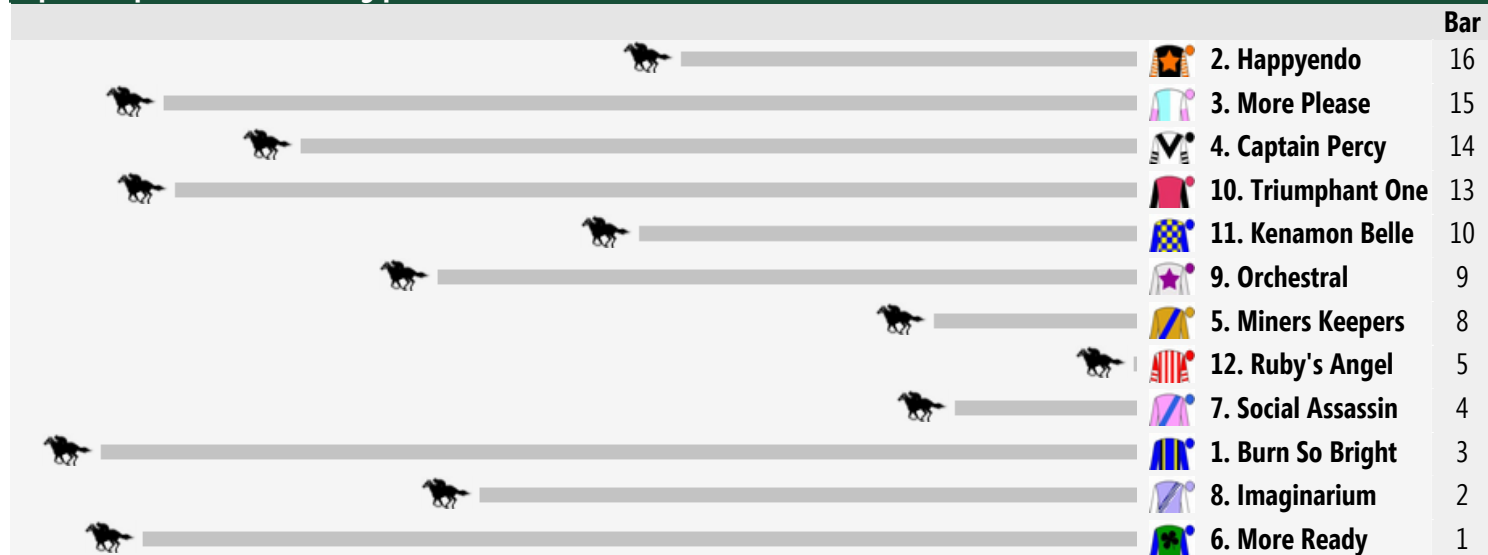 Bar
2. Happyendo 16
3. More Please 15
4. Captain Percy 14
10. Triumphant One 13
11. Kenamon Belle 10
9. Orchestral 9
5. Miners Keepers 8
12. Ruby's Angel 5
7. Social Assassin 4
1. Burn So Bright 3
8. Imaginarium 2
6. More Ready 1